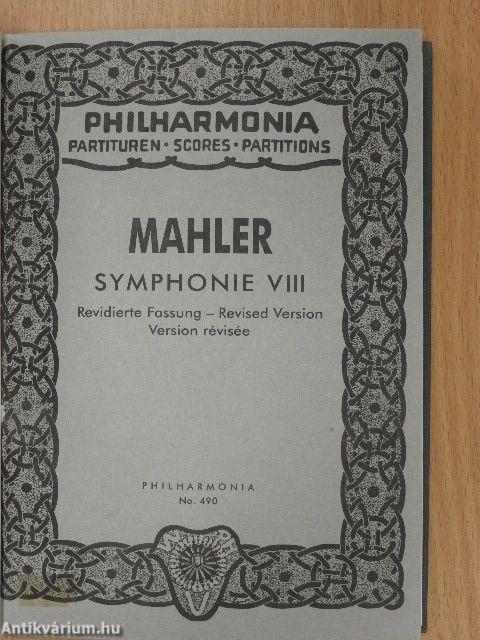 PHILHARMONIA
PARTITUREN • SCORES • PARTITIONS
MAHLER
SYMPHONIE VIII
Revidierte Fassung – Revised Version
Version révisée
PHILHARMONIA
No. 490
Antikvárium.hu